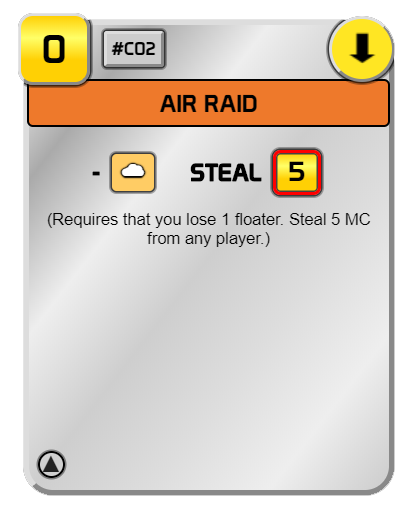 0
#C02
AIR RAID
- STEAL 5
(Requires that you lose 1 floater. Steal 5 MC
from any player.)